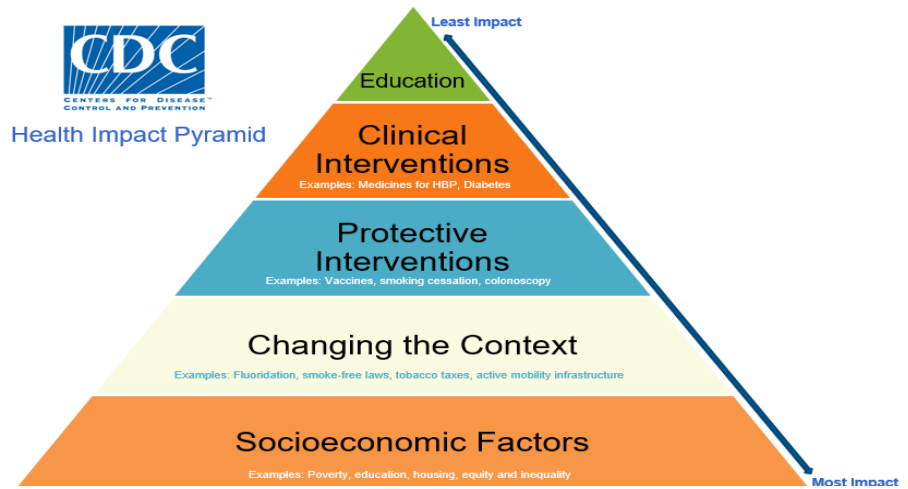 Least Impact
CDC
CENTERS FOR DISEASE™
CONTROL AND PREVENTION
Health Impact Pyramid
Education
Clinical
Interventions
Examples: Medicines for HBP, Diabetes
Protective
Interventions
Examples: Vaccines, smoking cessation, colonoscopy
Changing the Context
Examples: Fluoridation, smoke-free laws, tobacco taxes, active mobility infrastructure
Socioeconomic Factors
Examples: Poverty, education, housing, equity and inequality
Most Impact